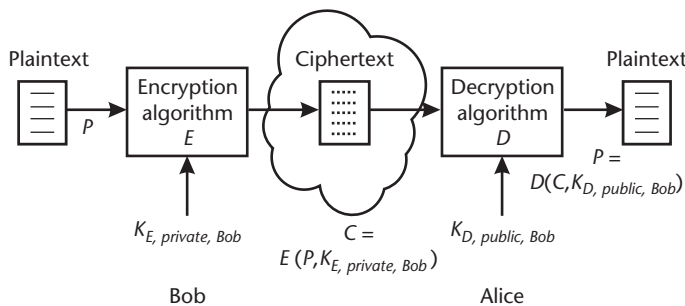 Plaintext
P
Encryption
algorithm
E
K_E, private, Bob
Ciphertext
C =
E (P,K_E, private, Bob)
Decryption
algorithm
D
K_D, public, Bob
Plaintext
P =
D(C,K_D, public, Bob)
Bob
Alice